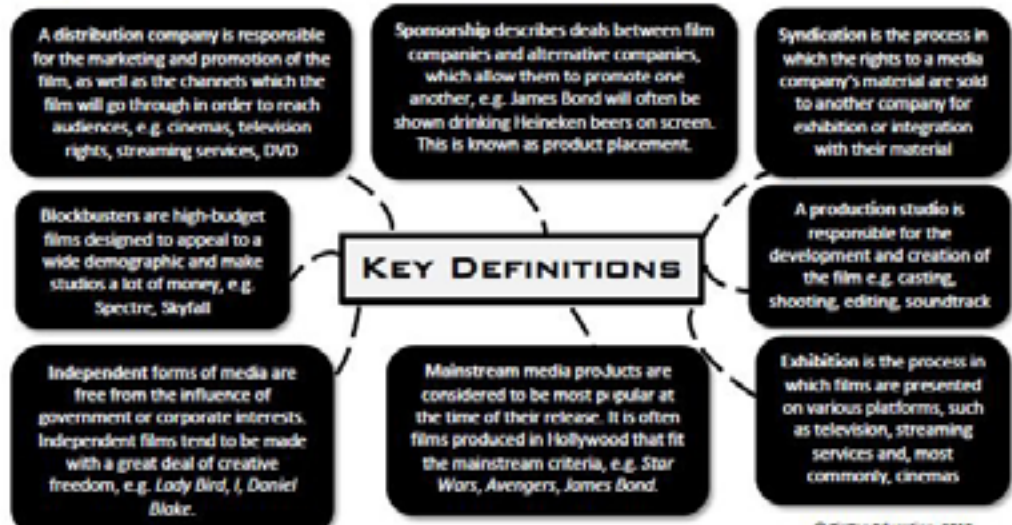 A distribution company is responsible
for the marketing and promotion of the
film, as well as the channels which the
film will go through in order to reach
audiences, e.g. cinemas, television
rights, streaming services, DVD
Sponsorship describes deals between film
companies and alternative companies,
which allow them to promote one
another, e.g. James Bond will often be
shown drinking Heineken beers on screen.
This is known as product placement.
Syndication is the process in
which the rights to a media
company's material are sold
to another company for
exhibition or integration
with their material
Blockbusters are high-budget
films designed to appeal to a
wide demographic and make
studios a lot of money, e.g.
Spectre, Skyfall
KEY DEFINITIONS
A production studio is
responsible for the
development and creation of
the film e.g. casting,
shooting, editing, soundtrack
Independent forms of media are
free from the influence of
government or corporate interests.
Independent films tend to be made
with a great deal of creative
freedom, e.g. Lady Bird, I, Daniel
Blake.
Mainstream media products are
considered to be most popular at
the time of their release. It is often
films produced in Hollywood that fit
the mainstream criteria, e.g. Star
Wars, Avengers, James Bond.
Exhibition is the process in
which films are presented
on various platforms, such
as television, streaming
services and, most
commonly, cinemas